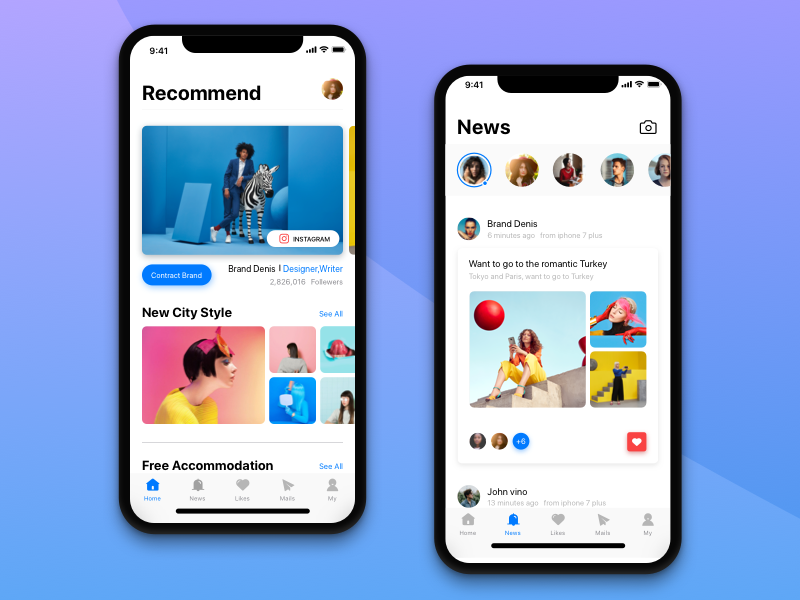 9:41
Recommend
INSTAGRAM
Contract Brand
Brand Denis | Designer,Writer
2,826,016 Followers
New City Style
See All
Free Accommodation
See All
Home
News
Likes
Mails
My
9:41
News
Brand Denis
6 minutes ago from iphone 7 plus
Want to go to the romantic Turkey
Tokyo and Paris, want to go to Turkey
+6
John vino
13 minutes ago from iphone 7 plus
Home
News
Likes
Mails
My